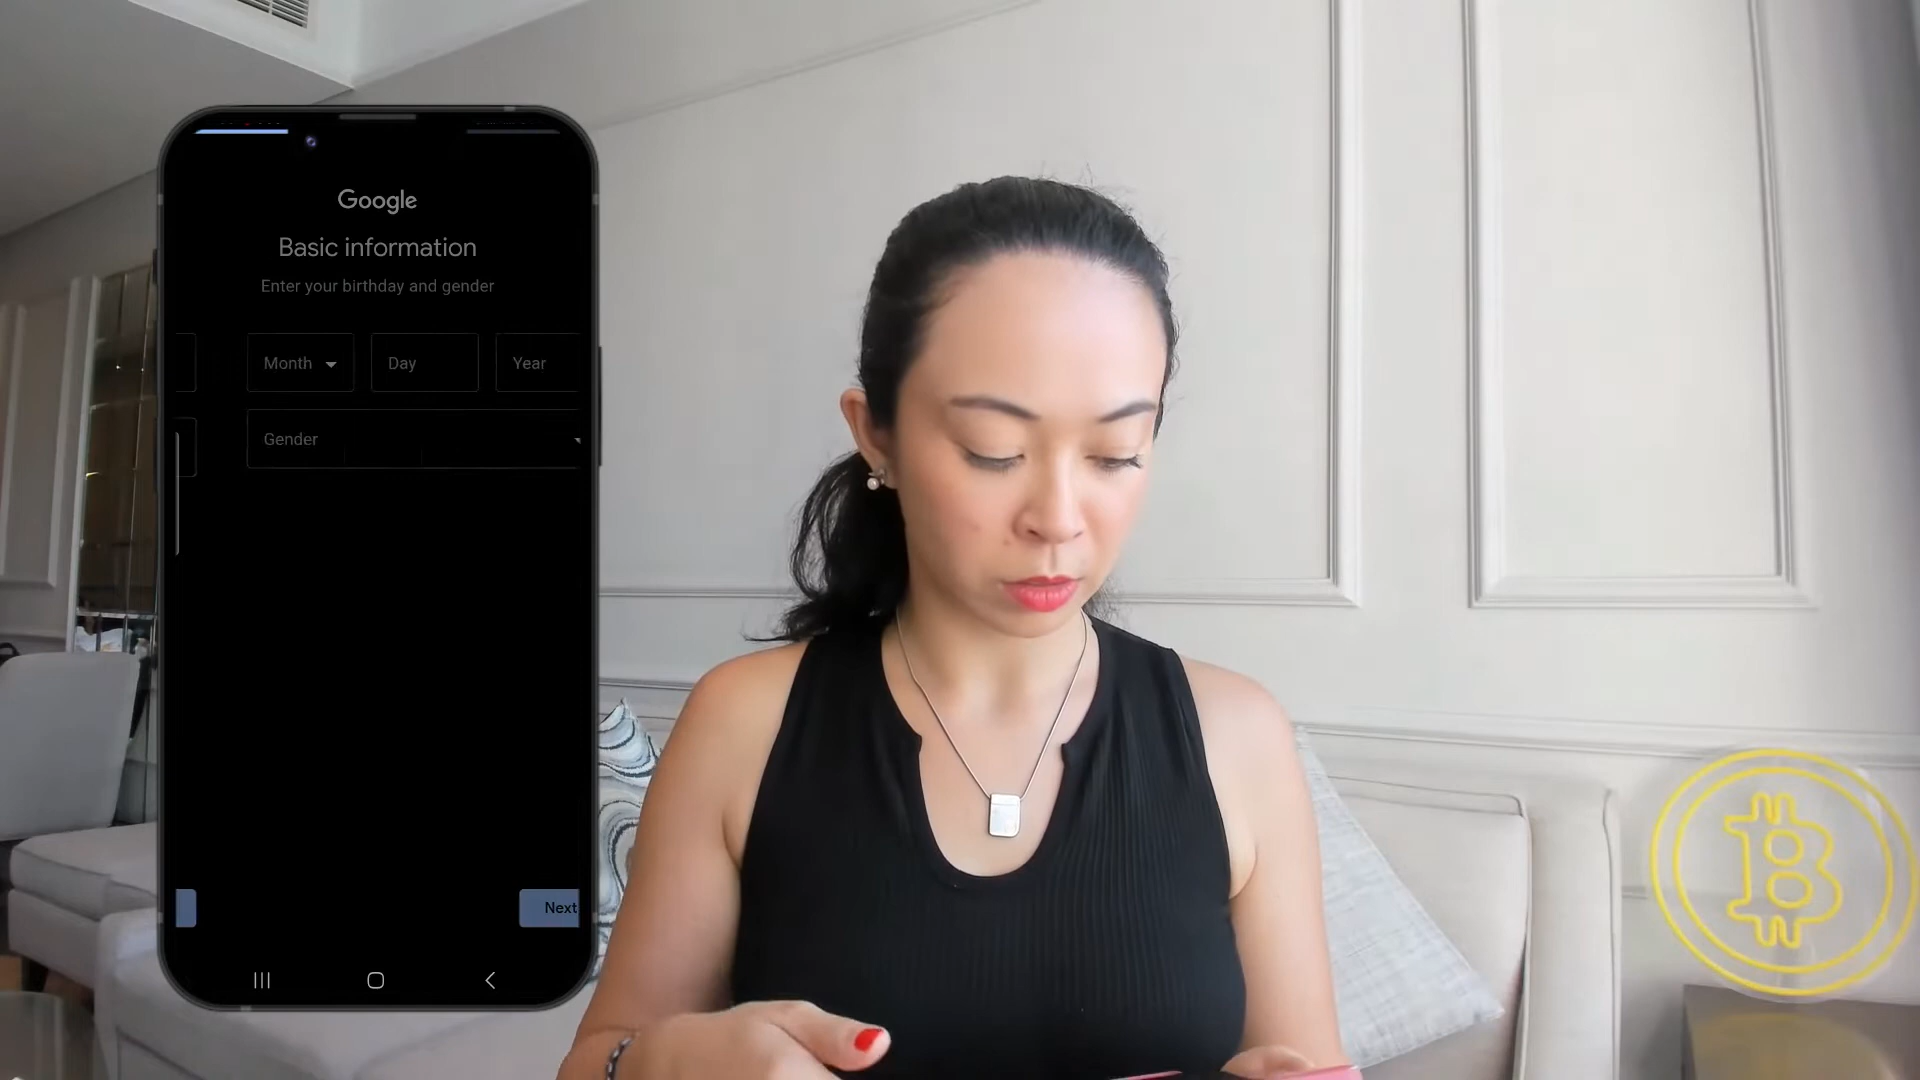 Google
Basic information
Enter your birthday and gender
Month
Day
Year
Gender
Next